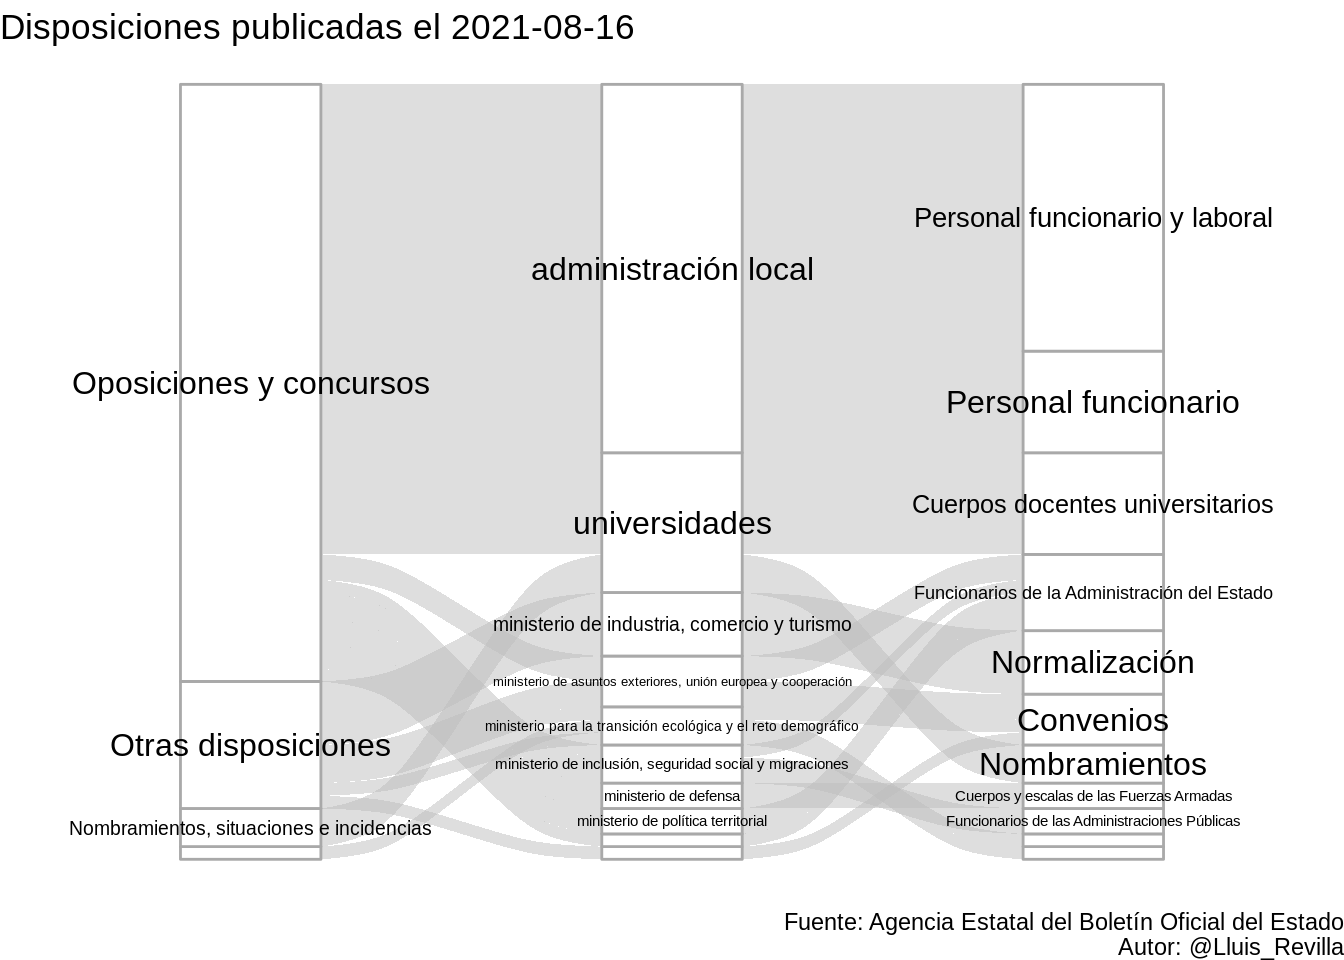 Disposiciones publicadas el 2021-08-16
Oposiciones y concursos
Otras disposiciones
Nombramientos, situaciones e incidencias
administración local
universidades
ministerio de industria, comercio y turismo
ministerio de asuntos exteriores, unión europea y cooperación
ministerio para la transición ecológica y el reto demográfico
ministerio de inclusión, seguridad social y migraciones
ministerio de defensa
ministerio de política territorial
Personal funcionario y laboral
Personal funcionario
Cuerpos docentes universitarios
Funcionarios de la Administración del Estado
Normalización
Convenios
Nombramientos
Cuerpos y escalas de las Fuerzas Armadas
Funcionarios de las Administraciones Públicas
Fuente: Agencia Estatal del Boletín Oficial del Estado
Autor: @Lluis_Revilla